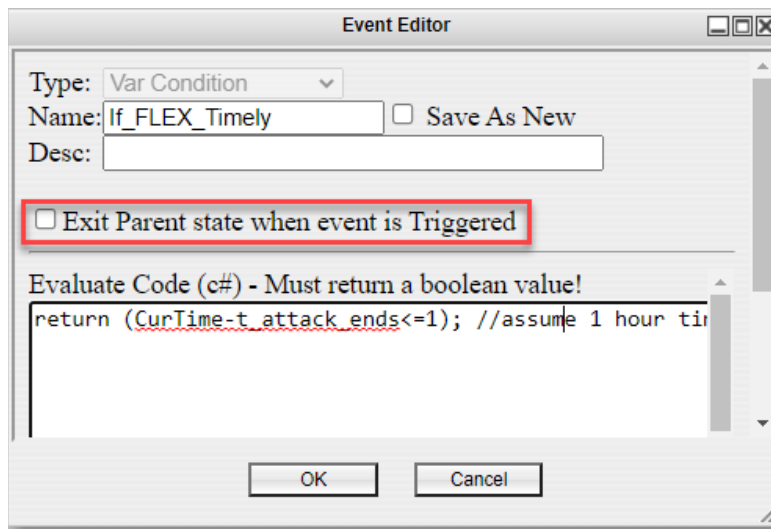 Event Editor
Type: Var Condition
Name: If_FLEX_Timely Save As New
Desc:
Exit Parent state when event is Triggered
Evaluate Code (c#) - Must return a boolean value!
return (CurTime-t_attack_ends<=1); //assume 1 hour
OK Cancel